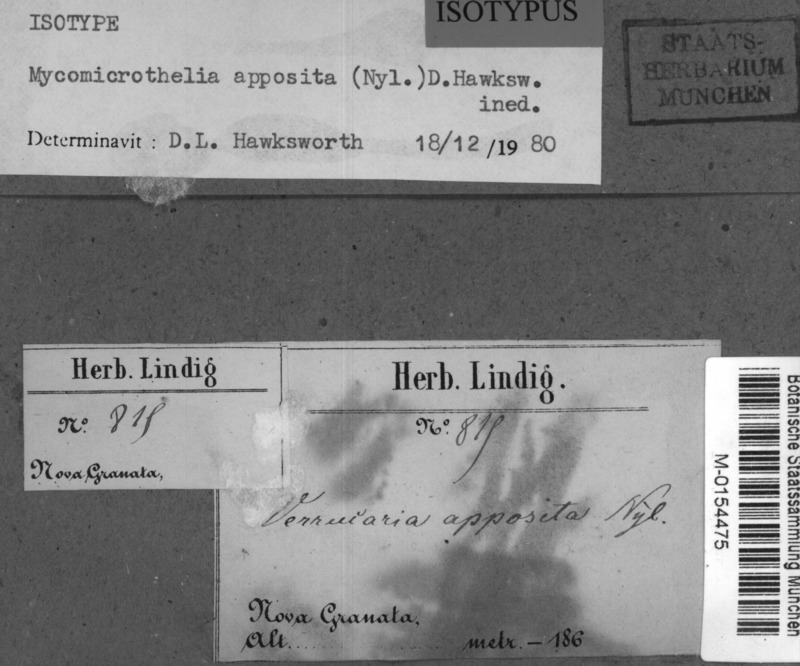 ISOTYPE
ISOTYPUS
Mycomicrothelia apposita (Nyl.)D.Hawksw.
ined.
Determinavit : D.L. Hawksworth 18/12/19 80
STAATS-
HERBARIUM
MÜNCHEN
Herb. Lindig
Nº. 815
Nova Granata,
Herb. Lindig.
Nº. 815
Verrucaria apposita Nyl.
Nova Granata,
Alt. metr. — 186
M-0154475
Botanische Staatssammlung München